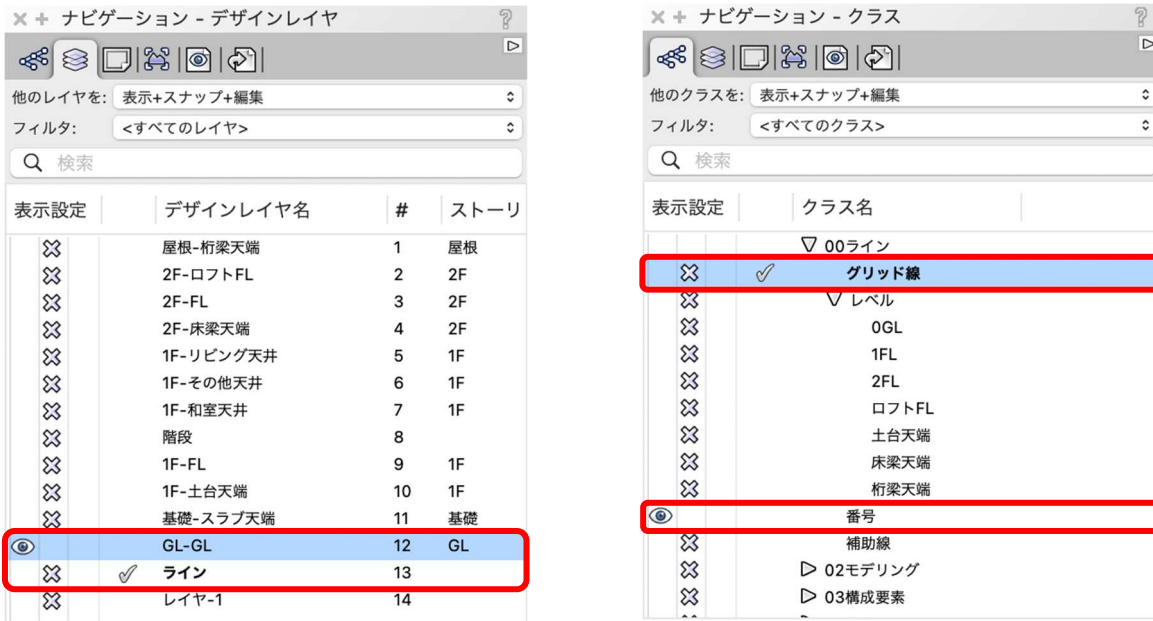 ナビゲーション - デザインレイヤ
他のレイヤを: 表示+スナップ+編集
フィルタ: <すべてのレイヤ>
検索
表示設定 デザインレイヤ名 # ストーリ
屋根-桁梁天端 1 屋根
2F-ロフトFL 2 2F
2F-FL 3 2F
2F-床梁天端 4 2F
1F-リビング天井 5 1F
1F-その他天井 6 1F
1F-和室天井 7 1F
階段 8
1F-FL 9 1F
1F-土台天端 10 1F
基礎-スラブ天端 11 基礎
GL-GL 12 GL
ライン 13
レイヤ-1 14
ナビゲーション - クラス
他のクラスを: 表示+スナップ+編集
フィルタ: <すべてのクラス>
検索
表示設定 クラス名
00ライン
グリッド線
レベル
0GL
1FL
2FL
ロフトFL
土台天端
床梁天端
桁梁天端
番号
補助線
02モデリング
03構成要素